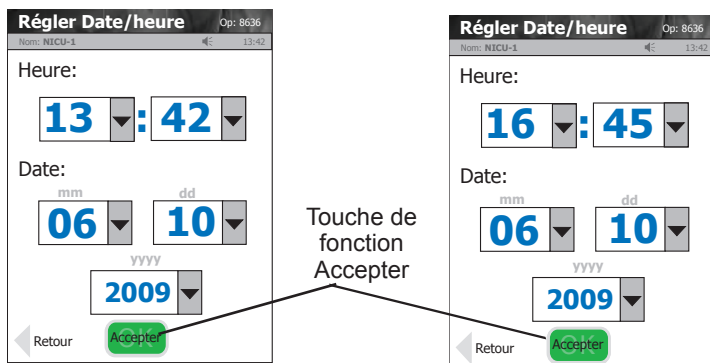 Régler Date/heure Op: 8636
Nom: NICU-1 13:42
Heure:
13 : 42
Date:
mm dd
06 10
yyyy
2009
Retour Accepter
Touche de
fonction
Accepter
Régler Date/heure Op: 8636
Nom: NICU-1 13:42
Heure:
16 : 45
Date:
mm dd
06 10
yyyy
2009
Retour Accepter